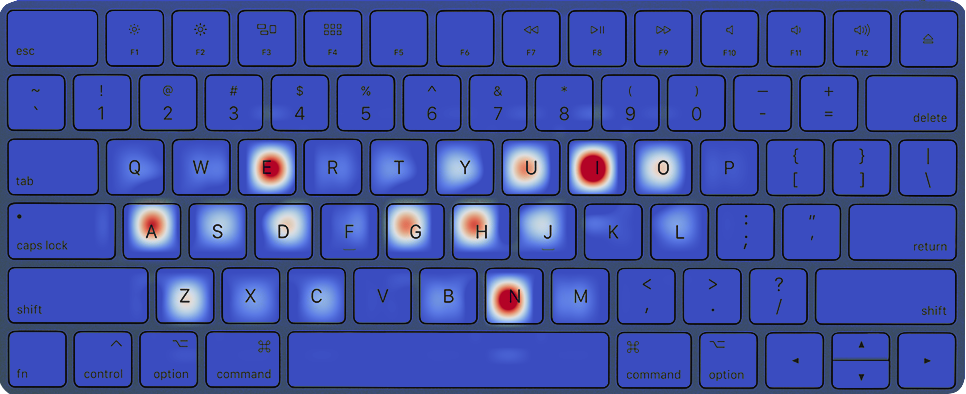 esc F1 F2 F3 F4 F5 F6 F7 F8 F9 F10 F11 F12
~ ! @ # $ % ^ & * ( ) — +
` 1 2 3 4 5 6 7 8 9 0 - = delete
tab Q W E R T Y U I O P { } |
[ ] \
• caps lock A S D F G H J K L : ; " ' return
shift Z X C V B N M < > ? shift
, . /
fn control option command command option